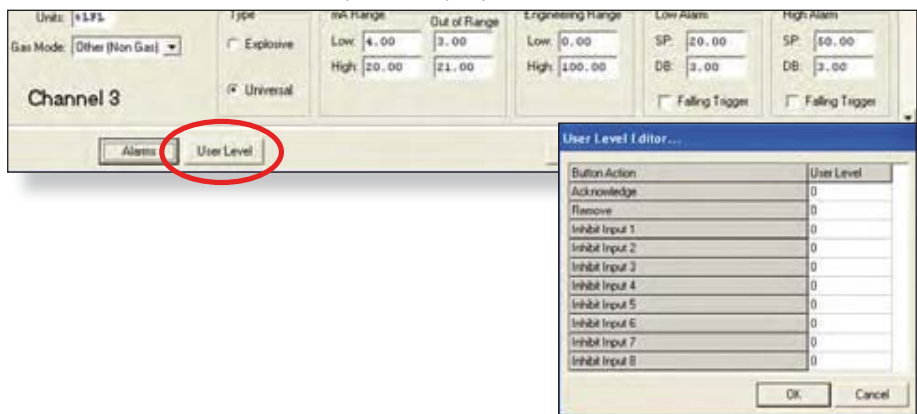 Units: %LFL
Type
mA Range
Out of Range
Engineering Range
Low Alarm
High Alarm
Gas Mode: Other (Non Gas)
Explosive
Low: 4.00 3.00
Low: 0.00
SP: 20.00
SP: 50.00
High: 20.00 21.00
High: 100.00
DB: 3.00
DB: 3.00
Channel 3
Universal
Falling Trigger
Falling Trigger
Alarms
User Level
User Level Editor...
Button Action User Level
Acknowledge 0
Remove 0
Inhibit Input 1 0
Inhibit Input 2 0
Inhibit Input 3 0
Inhibit Input 4 0
Inhibit Input 5 0
Inhibit Input 6 0
Inhibit Input 7 0
Inhibit Input 8 0
OK Cancel